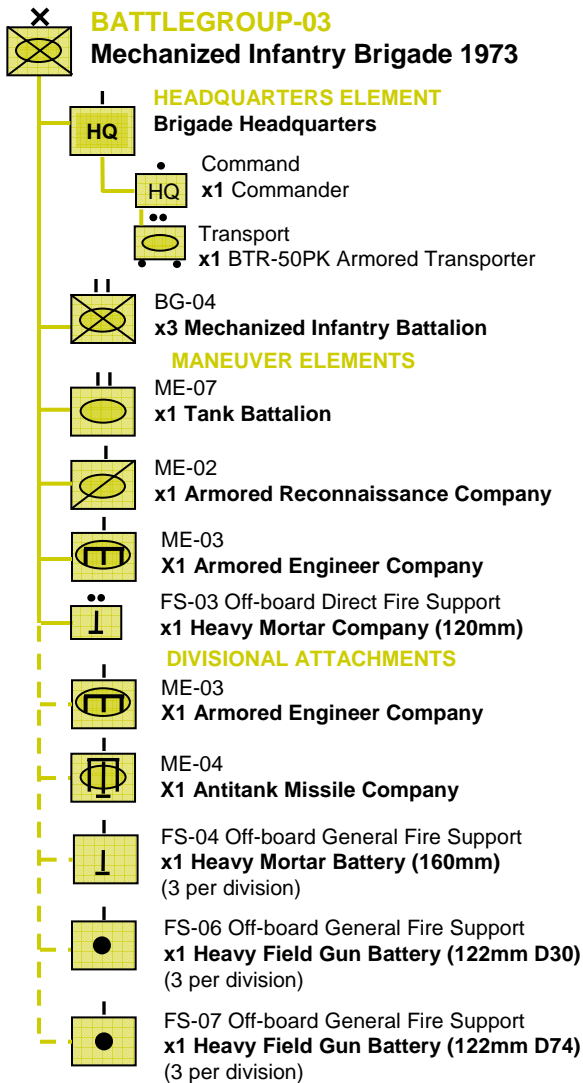 BATTLEGROUP-03
Mechanized Infantry Brigade 1973
HEADQUARTERS ELEMENT
HQ
Brigade Headquarters
Command
HQ
x1 Commander
Transport
x1 BTR-50PK Armored Transporter
BG-04
x3 Mechanized Infantry Battalion
MANEUVER ELEMENTS
ME-07
x1 Tank Battalion
ME-02
x1 Armored Reconnaissance Company
ME-03
X1 Armored Engineer Company
FS-03 Off-board Direct Fire Support
x1 Heavy Mortar Company (120mm)
DIVISIONAL ATTACHMENTS
ME-03
X1 Armored Engineer Company
ME-04
X1 Antitank Missile Company
FS-04 Off-board General Fire Support
x1 Heavy Mortar Battery (160mm)
(3 per division)
FS-06 Off-board General Fire Support
x1 Heavy Field Gun Battery (122mm D30)
(3 per division)
FS-07 Off-board General Fire Support
x1 Heavy Field Gun Battery (122mm D74)
(3 per division)